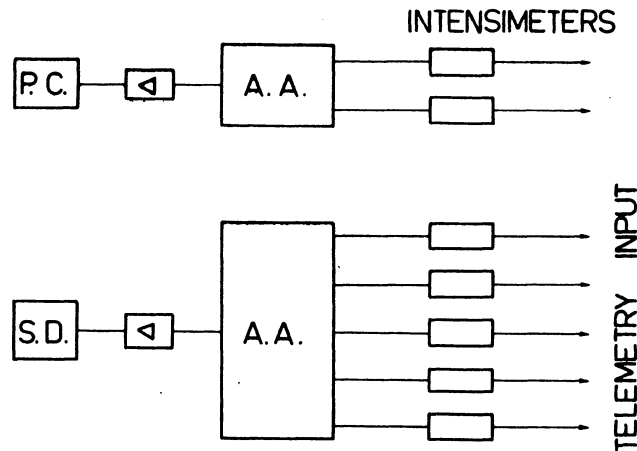 INTENSIMETERS
P.C.
A.A.
S.D.
A.A.
TELEMETRY INPUT